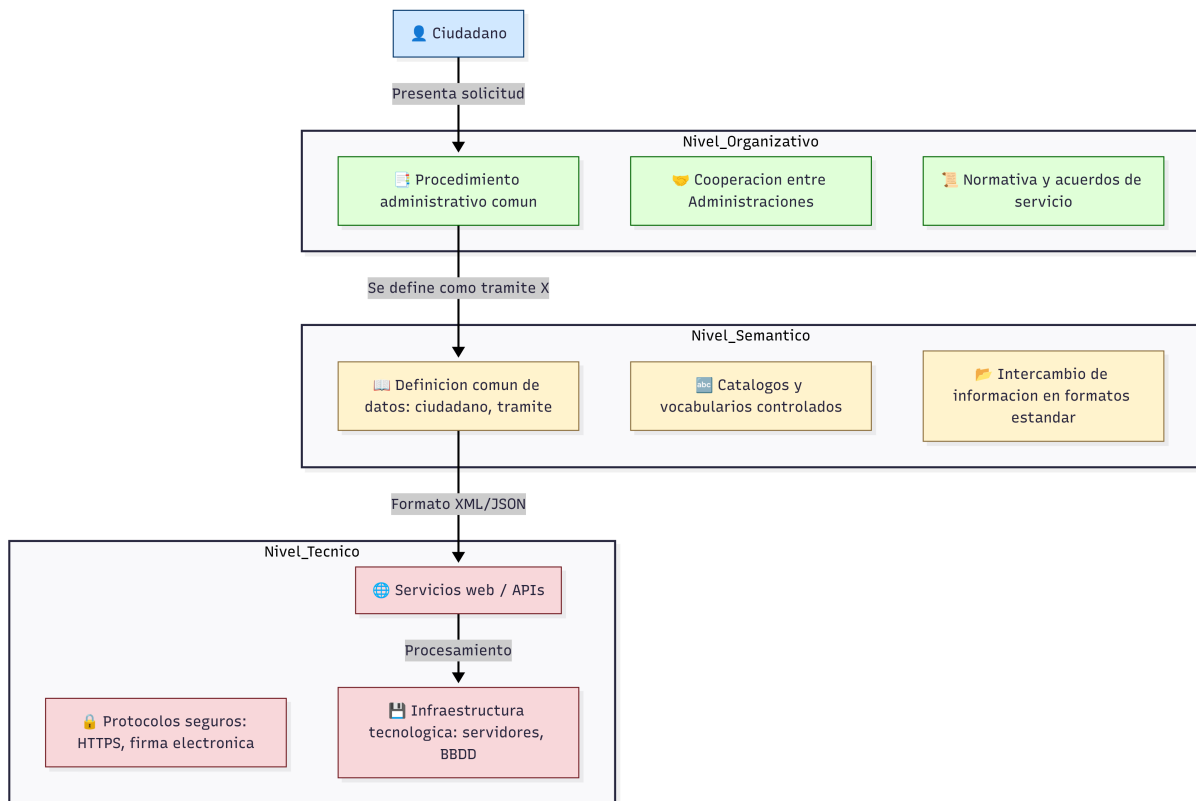 👤 Ciudadano
Presenta solicitud
Nivel_Organizativo
📑 Procedimiento
administrativo comun
🤝 Cooperacion entre
Administraciones
📜 Normativa y acuerdos de
servicio
Se define como tramite X
Nivel_Semantico
📖 Definicion comun de
datos: ciudadano, tramite
🔤 Catalogos y
vocabularios controlados
📂 Intercambio de
informacion en formatos
estandar
Formato XML/JSON
Nivel_Tecnico
🌐 Servicios web / APIs
Procesamiento
🔒 Protocolos seguros:
HTTPS, firma electronica
💾 Infraestructura
tecnologica: servidores,
BBDD